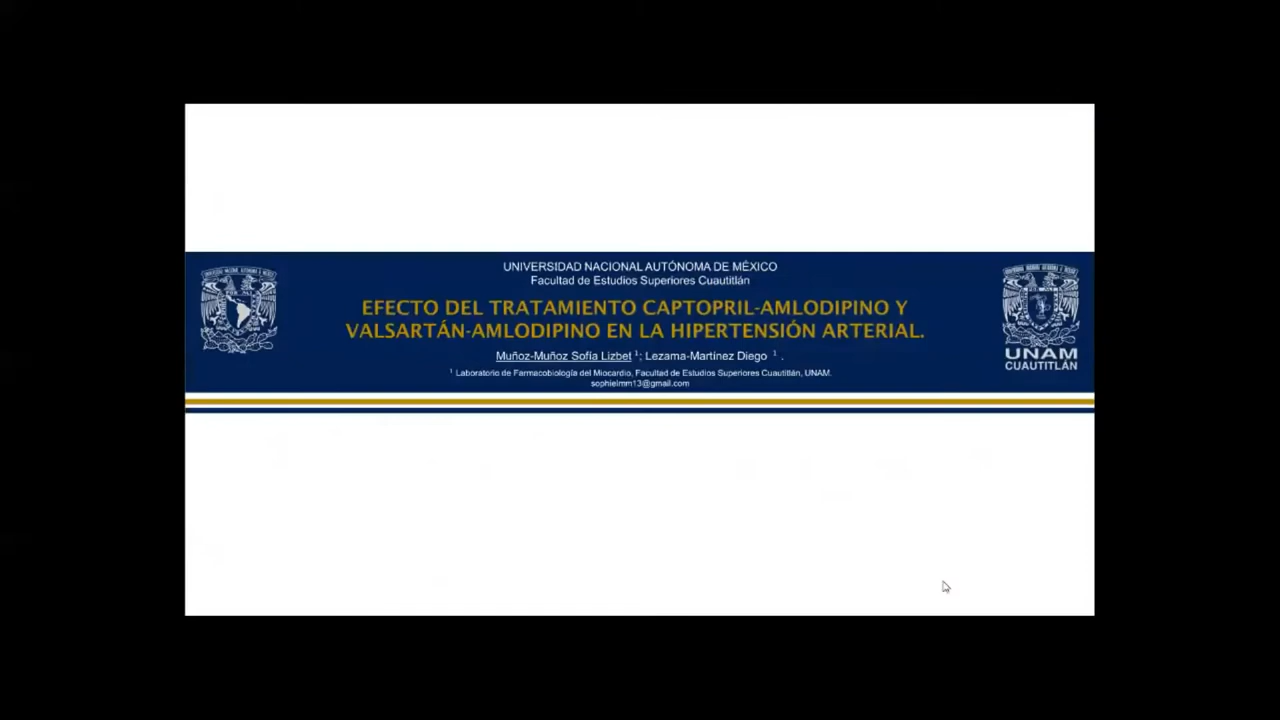 UNIVERSIDAD NACIONAL AUTÓNOMA DE MÉXICO
Facultad de Estudios Superiores Cuautitlán
EFECTO DEL TRATAMIENTO CAPTOPRIL-AMLODIPINO Y
VALSARTÁN-AMLODIPINO EN LA HIPERTENSIÓN ARTERIAL.
Muñoz-Muñoz Sofía Lizbet ¹; Lezama-Martínez Diego ¹ .
¹ Laboratorio de Farmacobiología del Miocardio, Facultad de Estudios Superiores Cuautitlán, UNAM.
sophielmm13@gmail.com
UNAM
CUAUTITLÁN